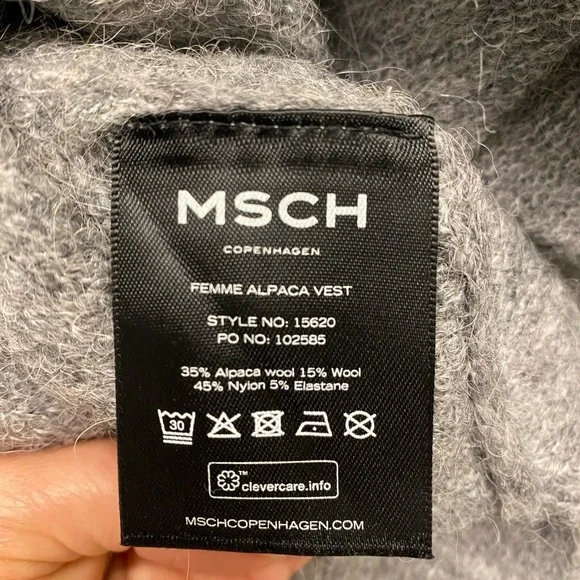 MSCH
COPENHAGEN
FEMME ALPACA VEST
STYLE NO: 15620
PO NO: 102585
35% Alpaca wool 15% Wool
45% Nylon 5% Elastane
30
™
clevercare.info
MSCHCOPENHAGEN.COM